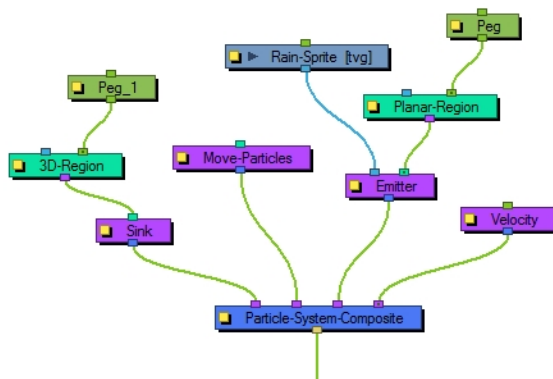 Peg
Rain-Sprite [tvg]
Peg_1
Planar-Region
Move-Particles
3D-Region
Emitter
Velocity
Sink
Particle-System-Composite